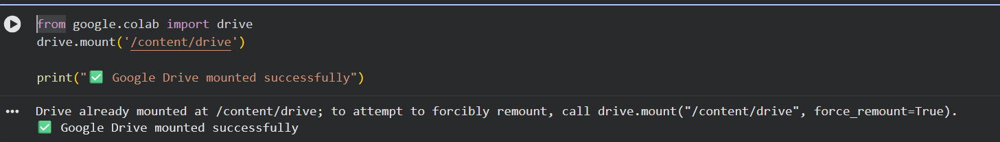 from google.colab import drive
drive.mount('/content/drive')
print("✅ Google Drive mounted successfully")
Drive already mounted at /content/drive; to attempt to forcibly remount, call drive.mount("/content/drive", force_remount=True).
✅ Google Drive mounted successfully